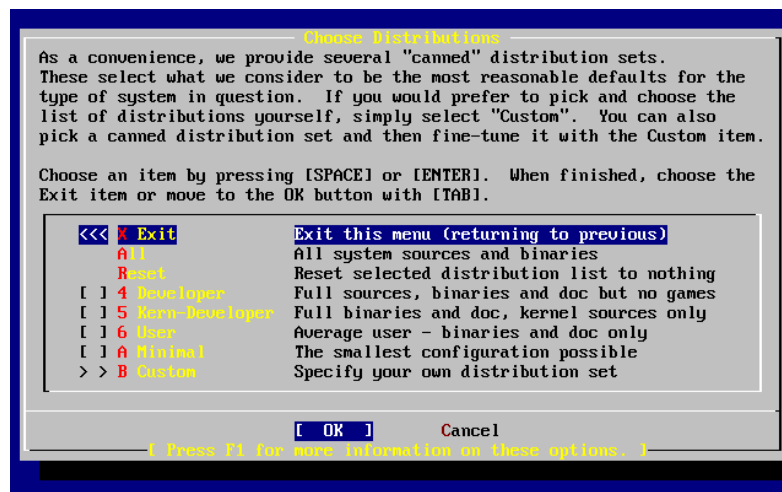 Choose Distributions
As a convenience, we provide several "canned" distribution sets.
These select what we consider to be the most reasonable defaults for the
type of system in question.  If you would prefer to pick and choose the
list of distributions yourself, simply select "Custom".  You can also
pick a canned distribution set and then fine-tune it with the Custom item.
Choose an item by pressing [SPACE] or [ENTER].  When finished, choose the
Exit item or move to the OK button with [TAB].
<<< X Exit Exit this menu (returning to previous)
All All system sources and binaries
Reset Reset selected distribution list to nothing
[ ] 4 Developer Full sources, binaries and doc but no games
[ ] 5 Kern-Developer Full binaries and doc, kernel sources only
[ ] 6 User Average user - binaries and doc only
[ ] A Minimal The smallest configuration possible
> > B Custom Specify your own distribution set
[ OK ] Cancel
[ Press F1 for more information on these options. ]